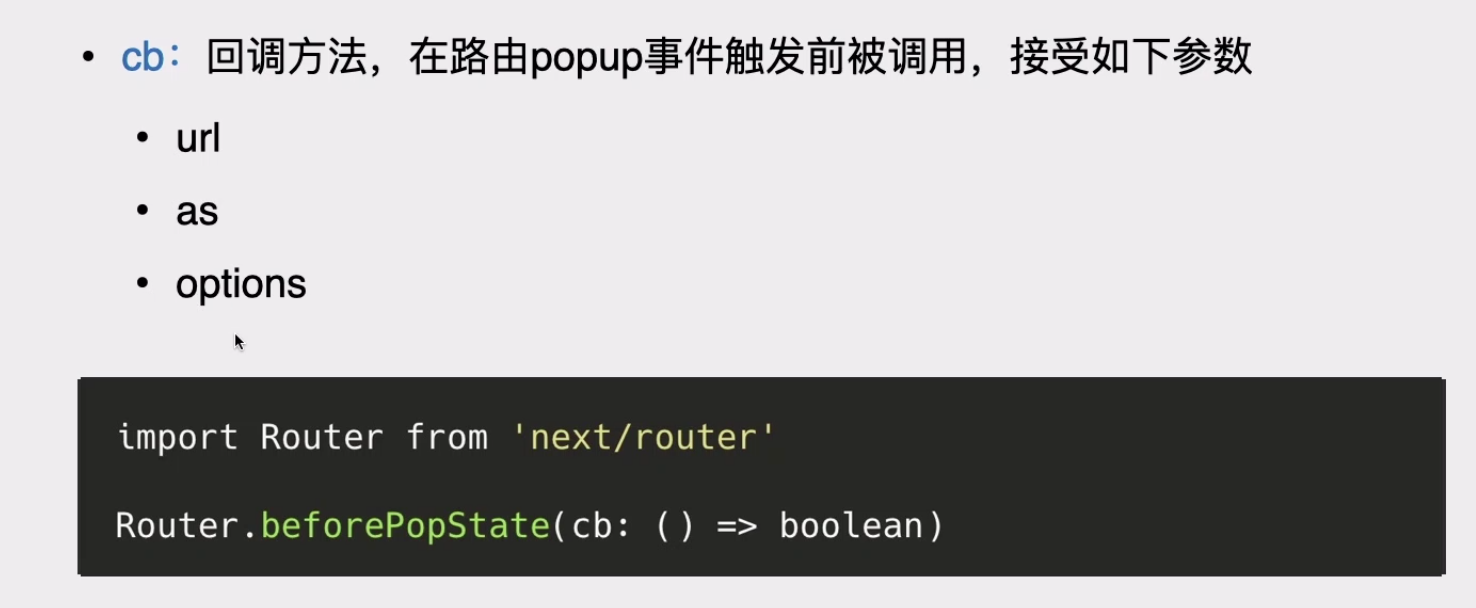 • cb：回调方法，在路由popup事件触发前被调用，接受如下参数
• url
• as
• options
import Router from 'next/router'
Router.beforePopState(cb: () => boolean)